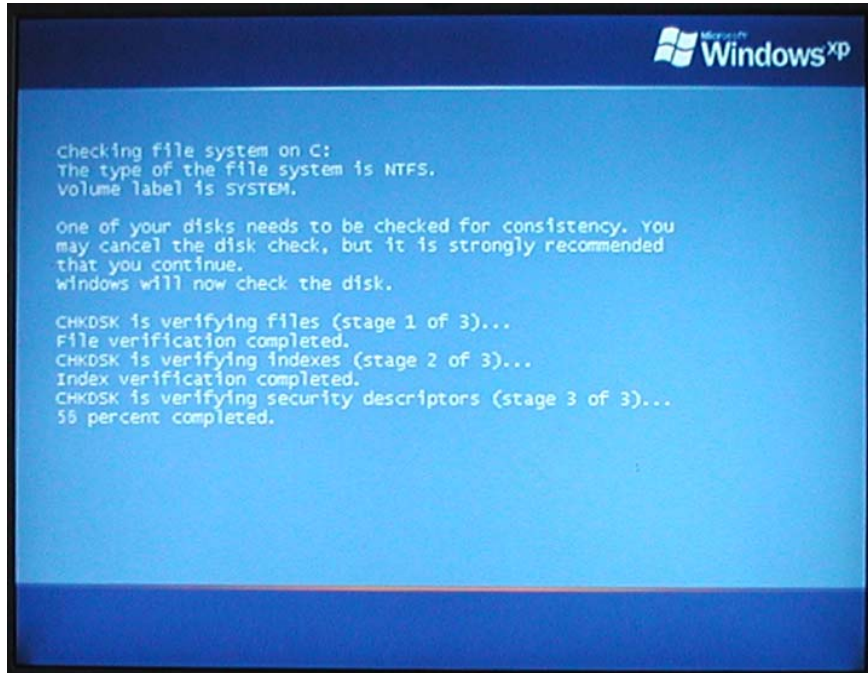 Microsoft
Windows xp
Checking file system on C:
The type of the file system is NTFS.
Volume label is SYSTEM.
One of your disks needs to be checked for consistency. You
may cancel the disk check, but it is strongly recommended
that you continue.
Windows will now check the disk.
CHKDSK is verifying files (stage 1 of 3)...
File verification completed.
CHKDSK is verifying indexes (stage 2 of 3)...
Index verification completed.
CHKDSK is verifying security descriptors (stage 3 of 3)...
56 percent completed.